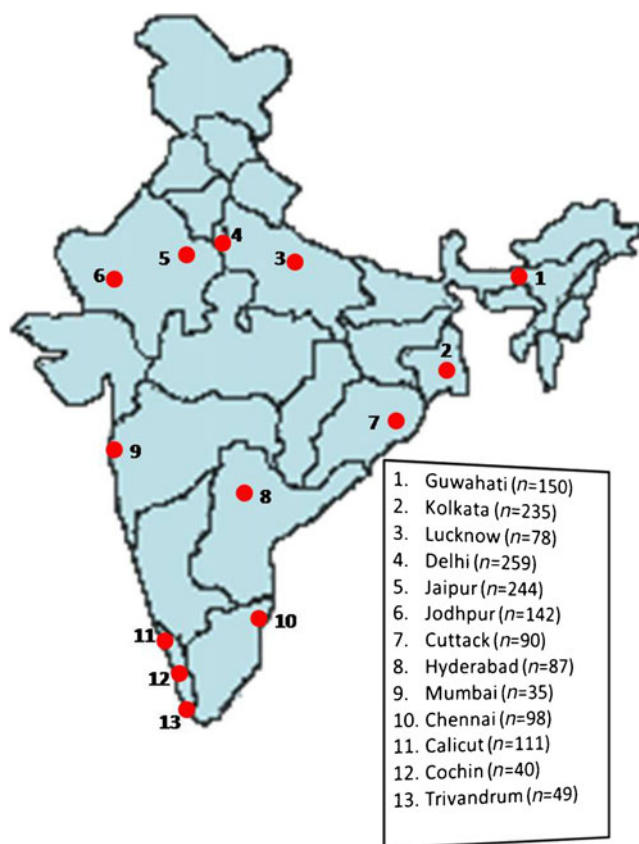 4
5
3
6
1
2
7
9
8
10
11
12
13
1. Guwahati (n=150)
2. Kolkata (n=235)
3. Lucknow (n=78)
4. Delhi (n=259)
5. Jaipur (n=244)
6. Jodhpur (n=142)
7. Cuttack (n=90)
8. Hyderabad (n=87)
9. Mumbai (n=35)
10. Chennai (n=98)
11. Calicut (n=111)
12. Cochin (n=40)
13. Trivandrum (n=49)